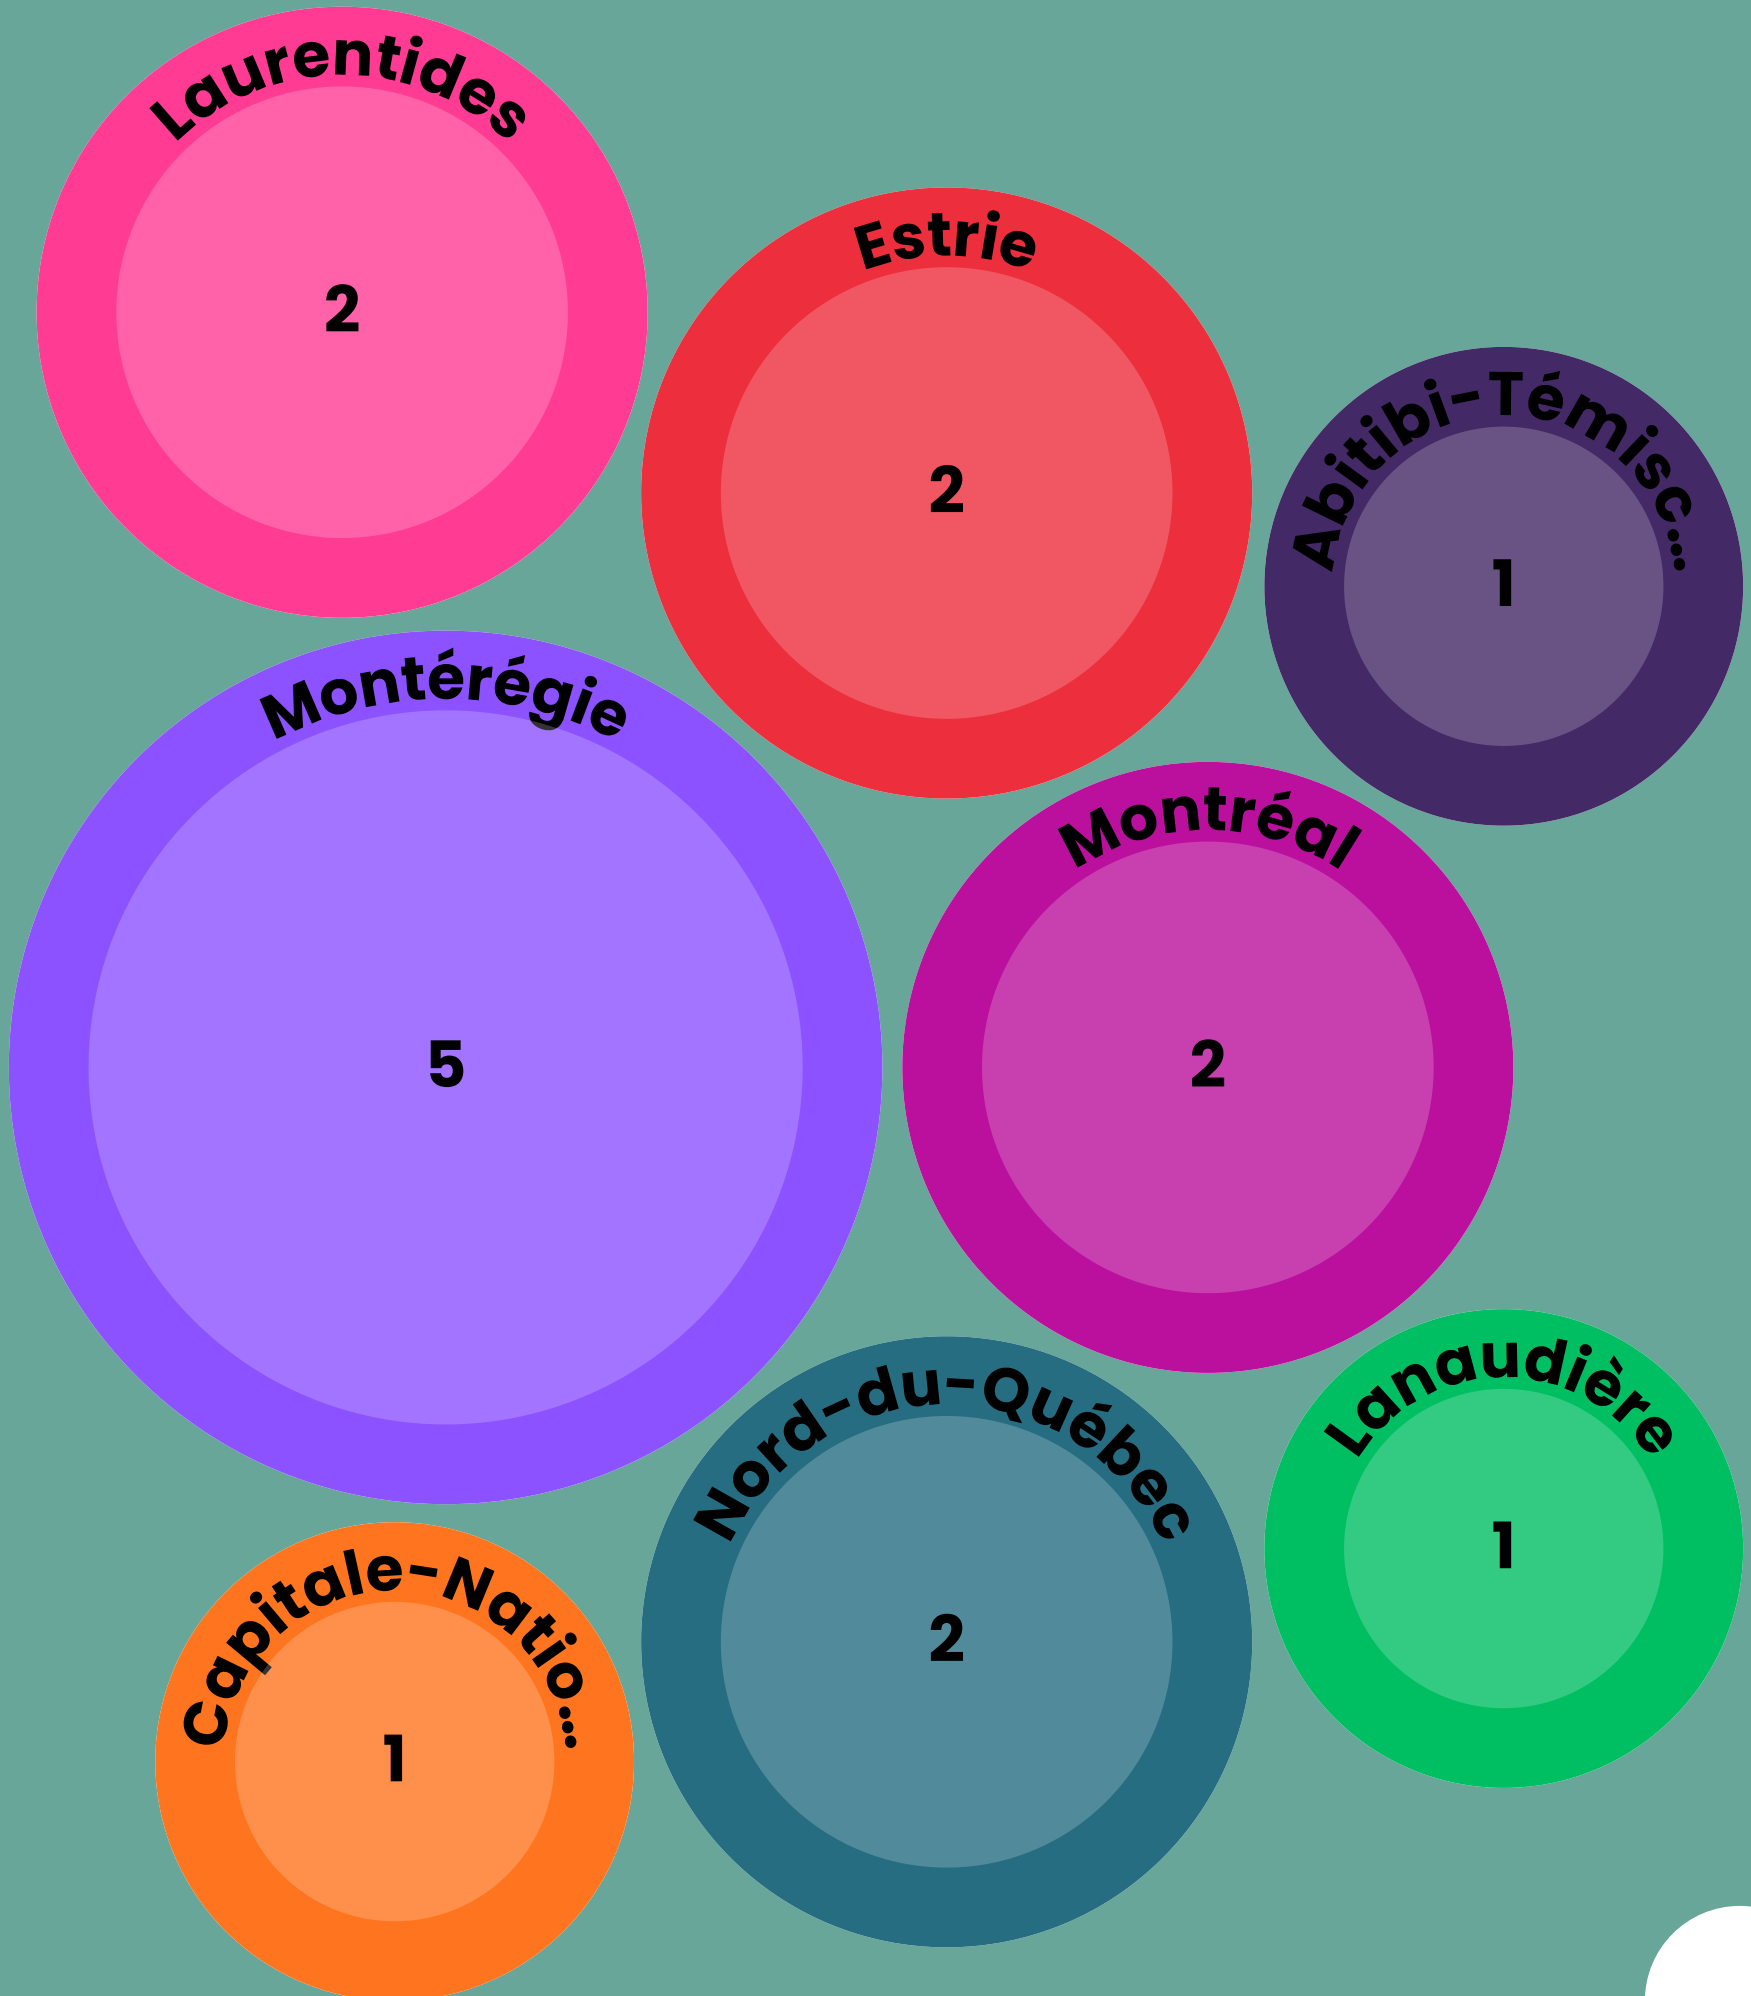 Laurentides
2
Estrie
2
Abitibi-Témisc...
1
Montérégie
5
Montréal
2
Lanaudière
1
Nord-du-Québec
2
Capitale-Natio...
1